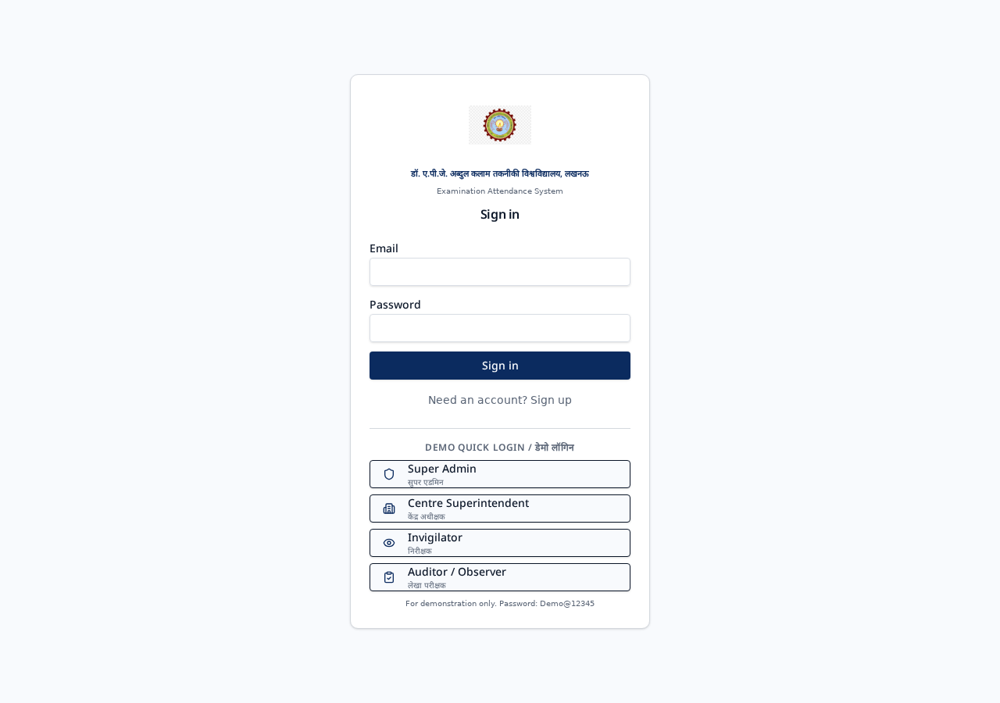 डॉ. ए.पी.जे. अब्दुल कलाम तकनीकी विश्वविद्यालय, लखनऊ
Examination Attendance System
Sign in
Email
Password
Sign in
Need an account? Sign up
DEMO QUICK LOGIN / डेमो लॉगिन
Super Admin
सुपर एडमिन
Centre Superintendent
केंद्र अधीक्षक
Invigilator
निरीक्षक
Auditor / Observer
लेखा परीक्षक
For demonstration only. Password: Demo@12345